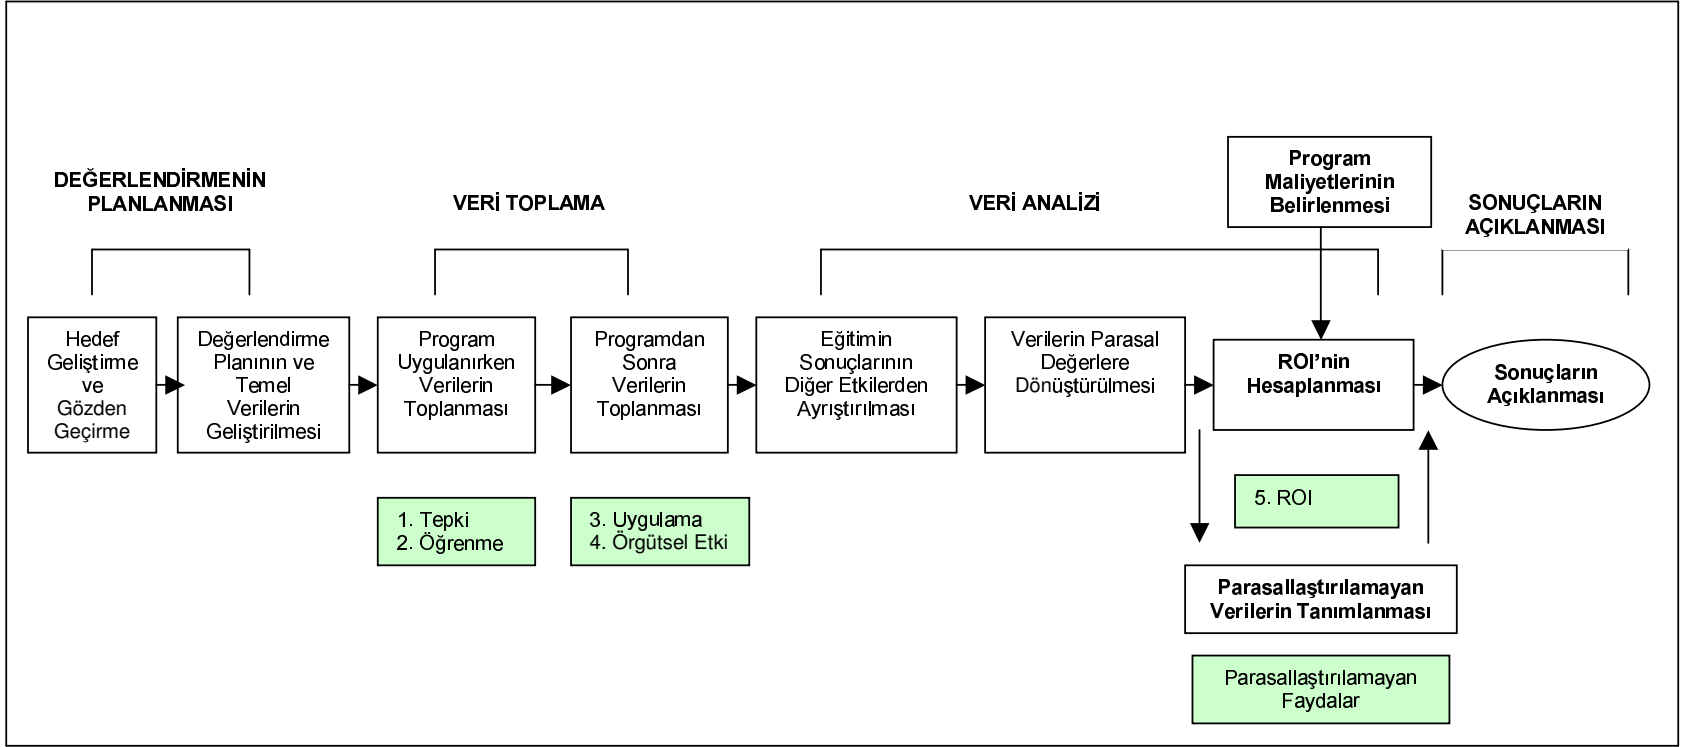 DEĞERLENDİRMENİN
PLANLANMASI
VERİ TOPLAMA
VERİ ANALİZİ
Program
Maliyetlerinin
Belirlenmesi
SONUÇLARIN
AÇIKLANMASI
Hedef
Geliştirme
ve
Gözden
Geçirme
Değerlendirme
Planının ve
Temel
Verilerin
Geliştirilmesi
Program
Uygulanırken
Verilerin
Toplanması
Programdan
Sonra
Verilerin
Toplanması
Eğitimin
Sonuçlarının
Diğer Etkilerden
Ayrıştırılması
Verilerin Parasal
Değerlere
Dönüştürülmesi
ROI’nin
Hesaplanması
Sonuçların
Açıklanması
1. Tepki
2. Öğrenme
3. Uygulama
4. Örgütsel Etki
5. ROI
Parasallaştırılamayan
Verilerin Tanımlanması
Parasallaştırılamayan
Faydalar